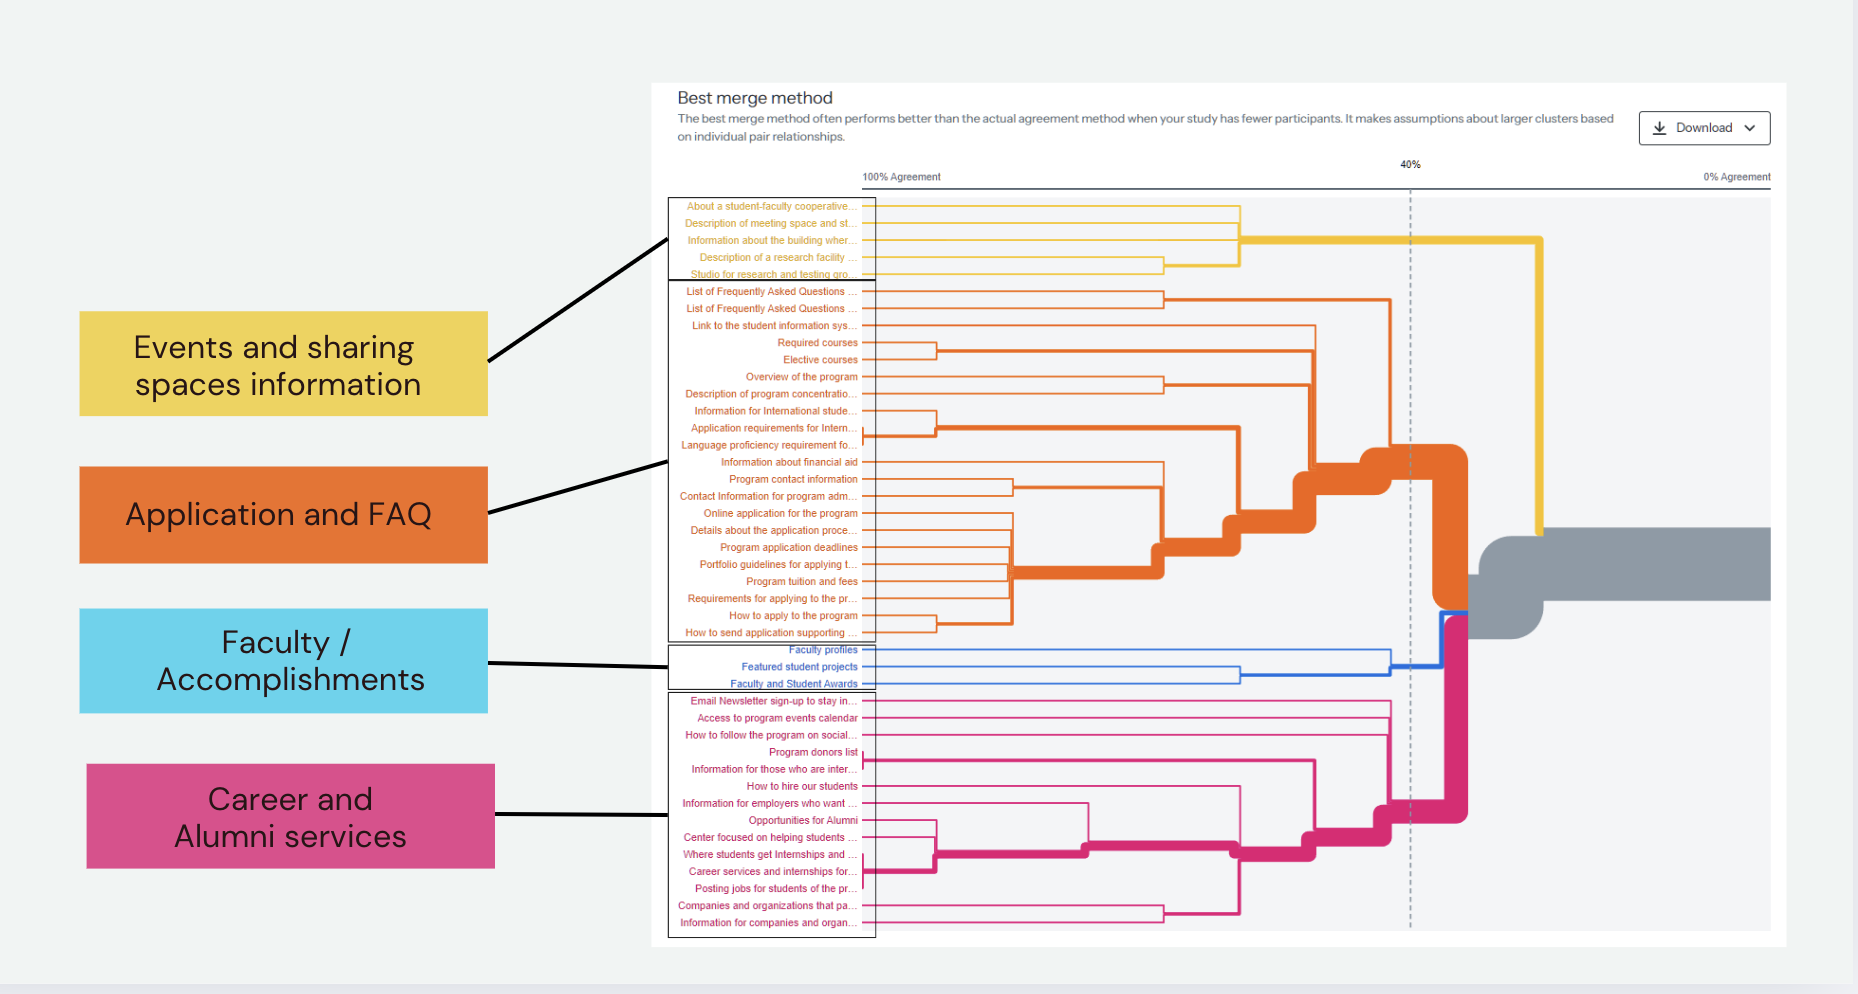 Best merge method
The best merge method often performs better than the actual agreement method when your study has fewer participants. It makes assumptions about larger clusters based
on individual pair relationships.
Download
40%
100% Agreement
0% Agreement
About a student-faculty cooperative...
Description of meeting space and st...
Information about the building wher...
Description of a research facility ...
Studio for research and testing gro...
List of Frequently Asked Questions ...
List of Frequently Asked Questions ...
Link to the student information sys...
Required courses
Elective courses
Overview of the program
Description of program concentratio...
Information for International stude...
Application requirements for Intern...
Language proficiency requirement fo...
Information about financial aid
Program contact information
Contact Information for program adm...
Online application for the program
Details about the application proce...
Program application deadlines
Portfolio guidelines for applying t...
Program tuition and fees
Requirements for applying to the pr...
How to apply to the program
How to send application supporting ...
Faculty profiles
Featured student projects
Faculty and Student Awards
Email Newsletter sign-up to stay in...
Access to program events calendar
How to follow the program on social...
Program donors list
Information for those who are inter...
How to hire our students
Information for employers who want ...
Opportunities for Alumni
Center focused on helping students ...
Where students get Internships and ...
Career services and internships for...
Posting jobs for students of the pr...
Companies and organizations that pa...
Information for companies and organ...
Events and sharing
spaces information
Application and FAQ
Faculty /
Accomplishments
Career and
Alumni services